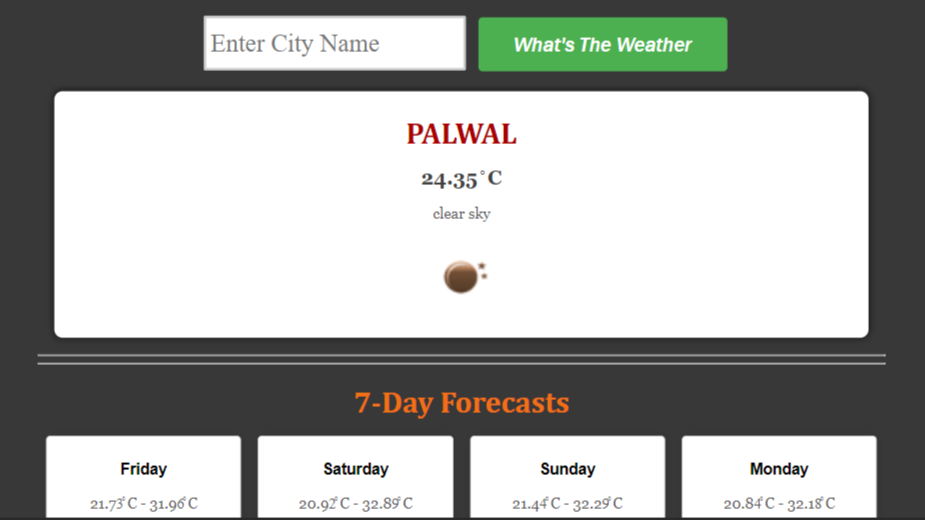 Enter City Name
What's The Weather
PALWAL
24.35°C
clear sky
7-Day Forecasts
Friday
Saturday
Sunday
Monday
21.73°C - 31.96°C
20.92°C - 32.89°C
21.44°C - 32.29°C
20.84°C - 32.18°C